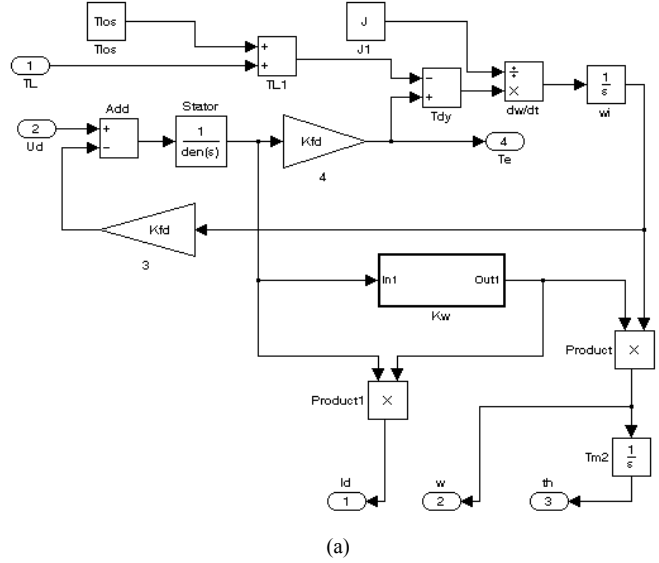 Tlos
Tlos
J
J1
1
TL
+
+
TL1
−
+
Tdy
÷
×
dw/dt
1
s
wi
2
Ud
Add
+
−
Stator
1
den(s)
Kfd
4
4
Te
Kfd
3
In1
Out1
Kw
Product
×
Product1
×
Tm2
1
s
Id
1
w
2
th
3
(a)